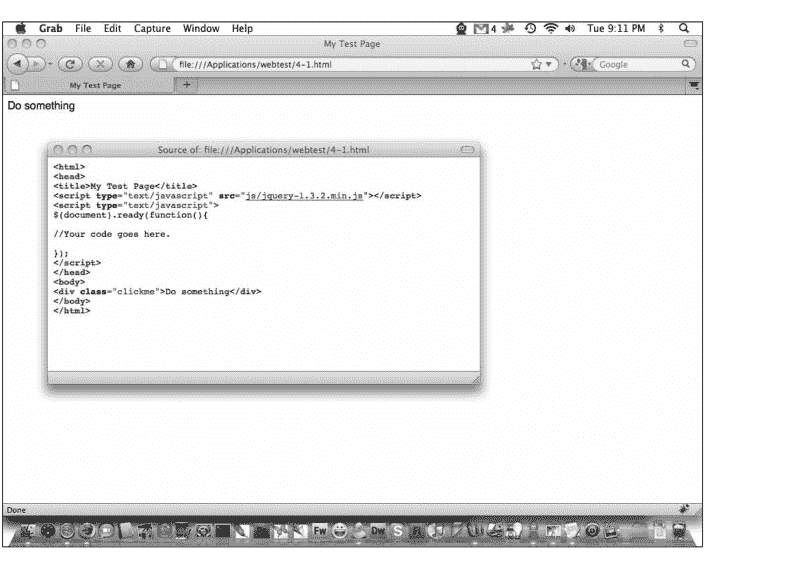 Grab File Edit Capture Window Help 4 Tue 9:11 PM
My Test Page
file:///Applications/webtest/4-1.html Google
My Test Page +
Do something
Source of: file:///Applications/webtest/4-1.html
<html>
<head>
<title>My Test Page</title>
<script type="text/javascript" src="js/jquery-1.3.2.min.js"></script>
<script type="text/javascript">
$(document).ready(function(){
//Your code goes here.
});
</script>
</head>
<body>
<div class="clickme">Do something</div>
</body>
</html>
Done
Fw Dw S